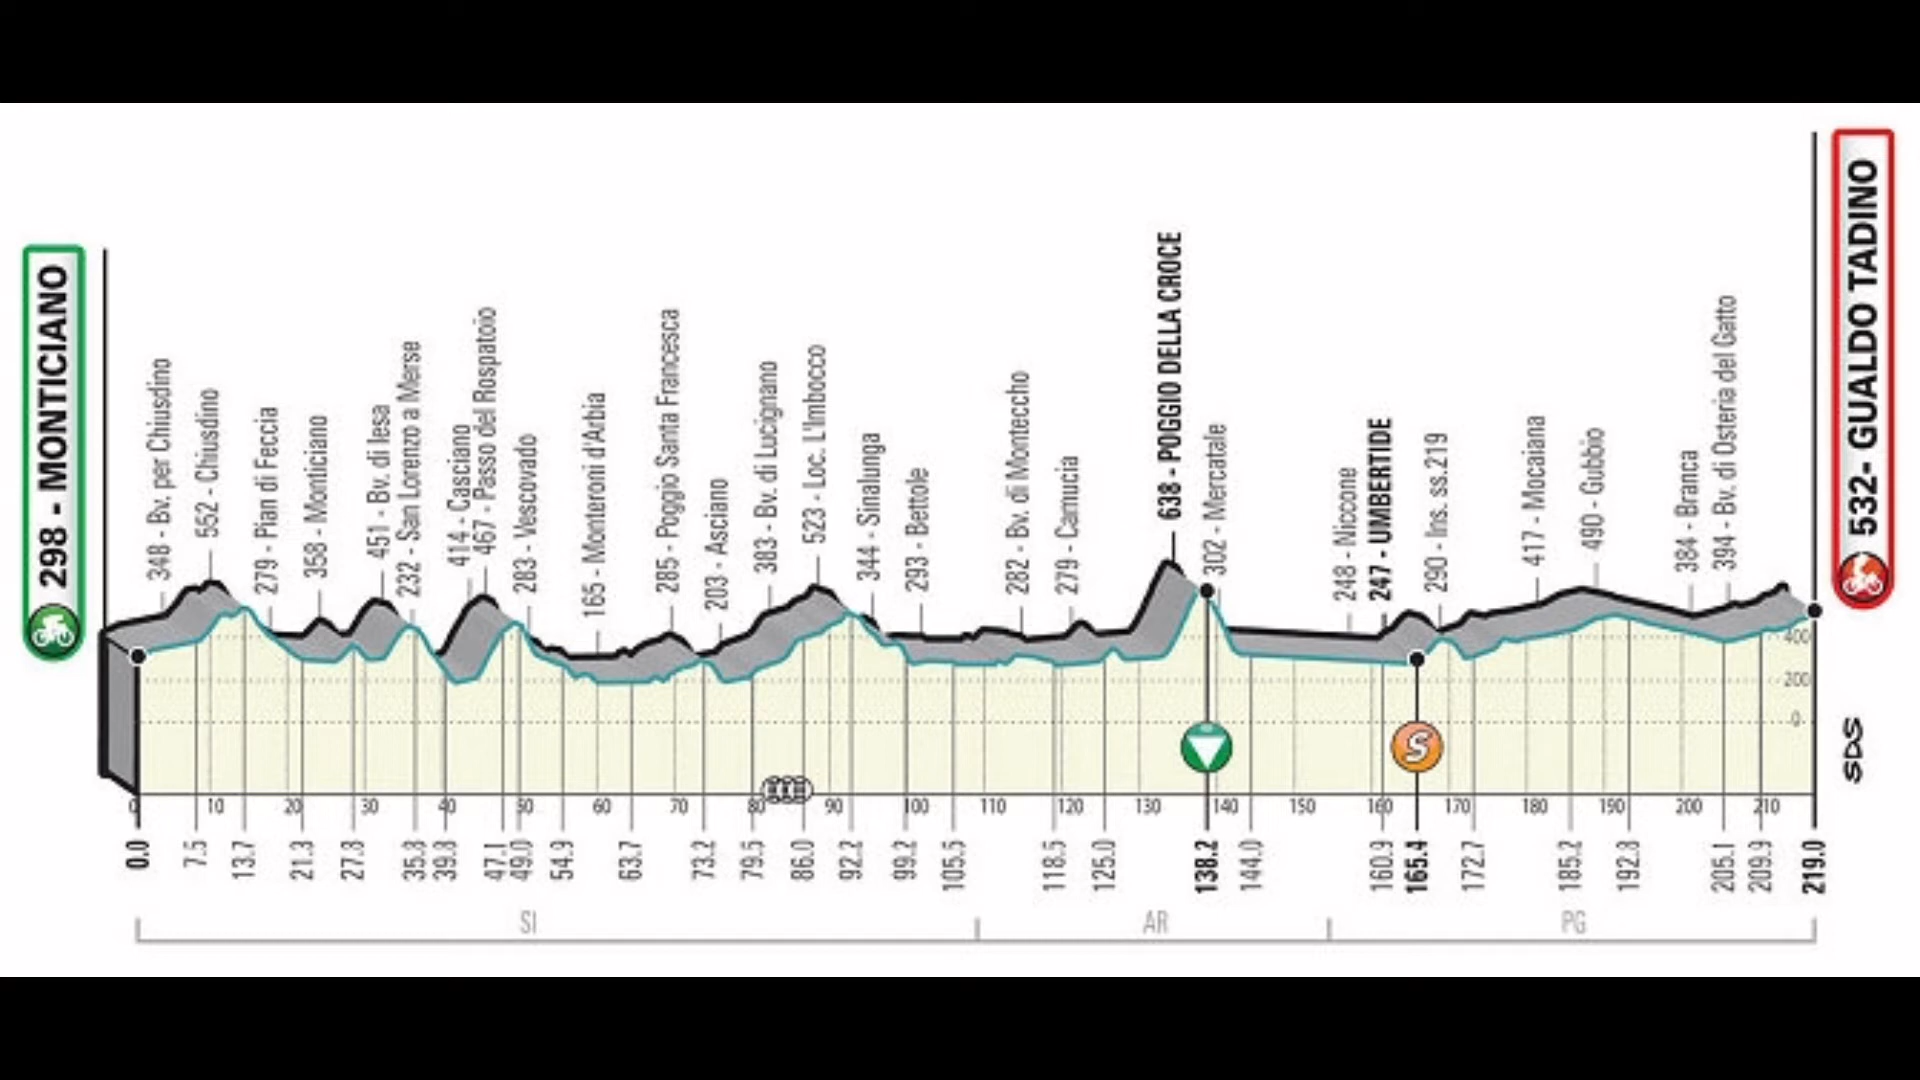 298 - MONTICIANO
348 - Bv. per Chiusdino
552 - Chiusdino
279 - Pian di Feccia
358 - Monticiano
451 - Bv. di Iesa
232 - San Lorenzo a Merse
414 - Casciano
467 - Passo del Rospatoio
283 - Vescovado
165 - Monteroni d'Arbia
285 - Poggio Santa Francesca
203 - Asciano
383 - Bv. di Lucignano
523 - Loc. L'Imbocco
344 - Sinalunga
293 - Bettole
282 - Bv. di Montecchio
279 - Camucia
638 - POGGIO DELLA CROCE
302 - Mercatale
248 - Niccone
247 - UMBERTIDE
290 - Ins. ss.219
417 - Mocaiana
490 - Gubbio
384 - Branca
394 - Bv. di Osteria del Gatto
532- GUALDO TADINO
400
200
0
S
SDS
0 10 20 30 40 50 60 70 80 90 100 110 120 130 140 150 160 170 180 190 200 210
0.0 7.5 13.7 21.3 27.8 35.8 39.8 47.1 49.0 54.9 63.7 73.2 79.5 86.0 92.2 99.2 105.5 118.5 125.0 138.2 144.0 160.9 165.4 172.7 185.2 192.8 205.1 209.9 219.0
SI AR PG